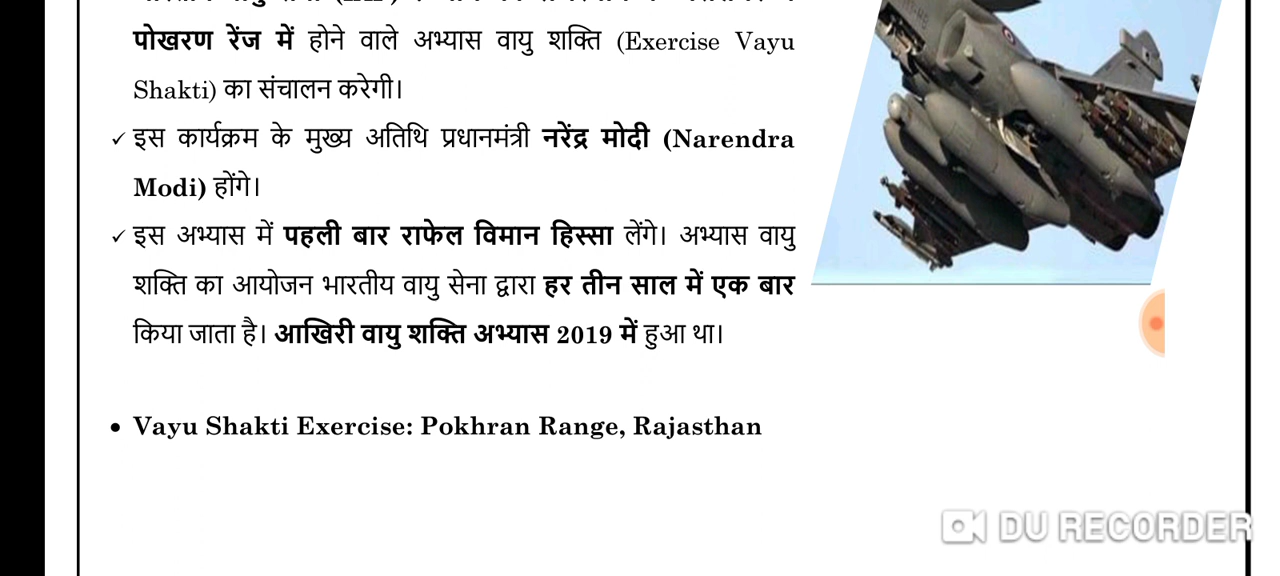 पोखरण रेंज में होने वाले अभ्यास वायु शक्ति (Exercise Vayu
Shakti) का संचालन करेगी।
✓ इस कार्यक्रम के मुख्य अतिथि प्रधानमंत्री नरेंद्र मोदी (Narendra
Modi) होंगे।
✓ इस अभ्यास में पहली बार राफेल विमान हिस्सा लेंगे। अभ्यास वायु
शक्ति का आयोजन भारतीय वायु सेना द्वारा हर तीन साल में एक बार
किया जाता है। आखिरी वायु शक्ति अभ्यास 2019 में हुआ था।
• Vayu Shakti Exercise: Pokhran Range, Rajasthan
DU RECORDER